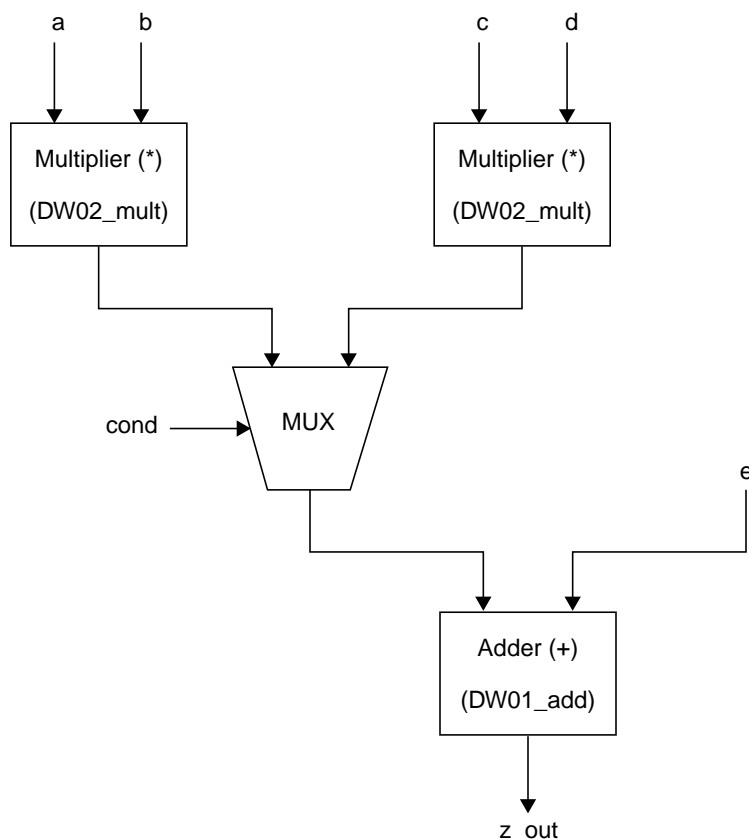 a b c d
Multiplier (*) Multiplier (*)
(DW02_mult) (DW02_mult)
cond MUX
e
Adder (+)
(DW01_add)
z_out